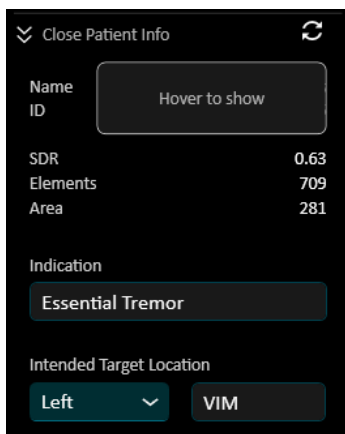 Close Patient Info
Name
ID
Hover to show
SDR 0.63
Elements 709
Area 281
Indication
Essential Tremor
Intended Target Location
Left VIM